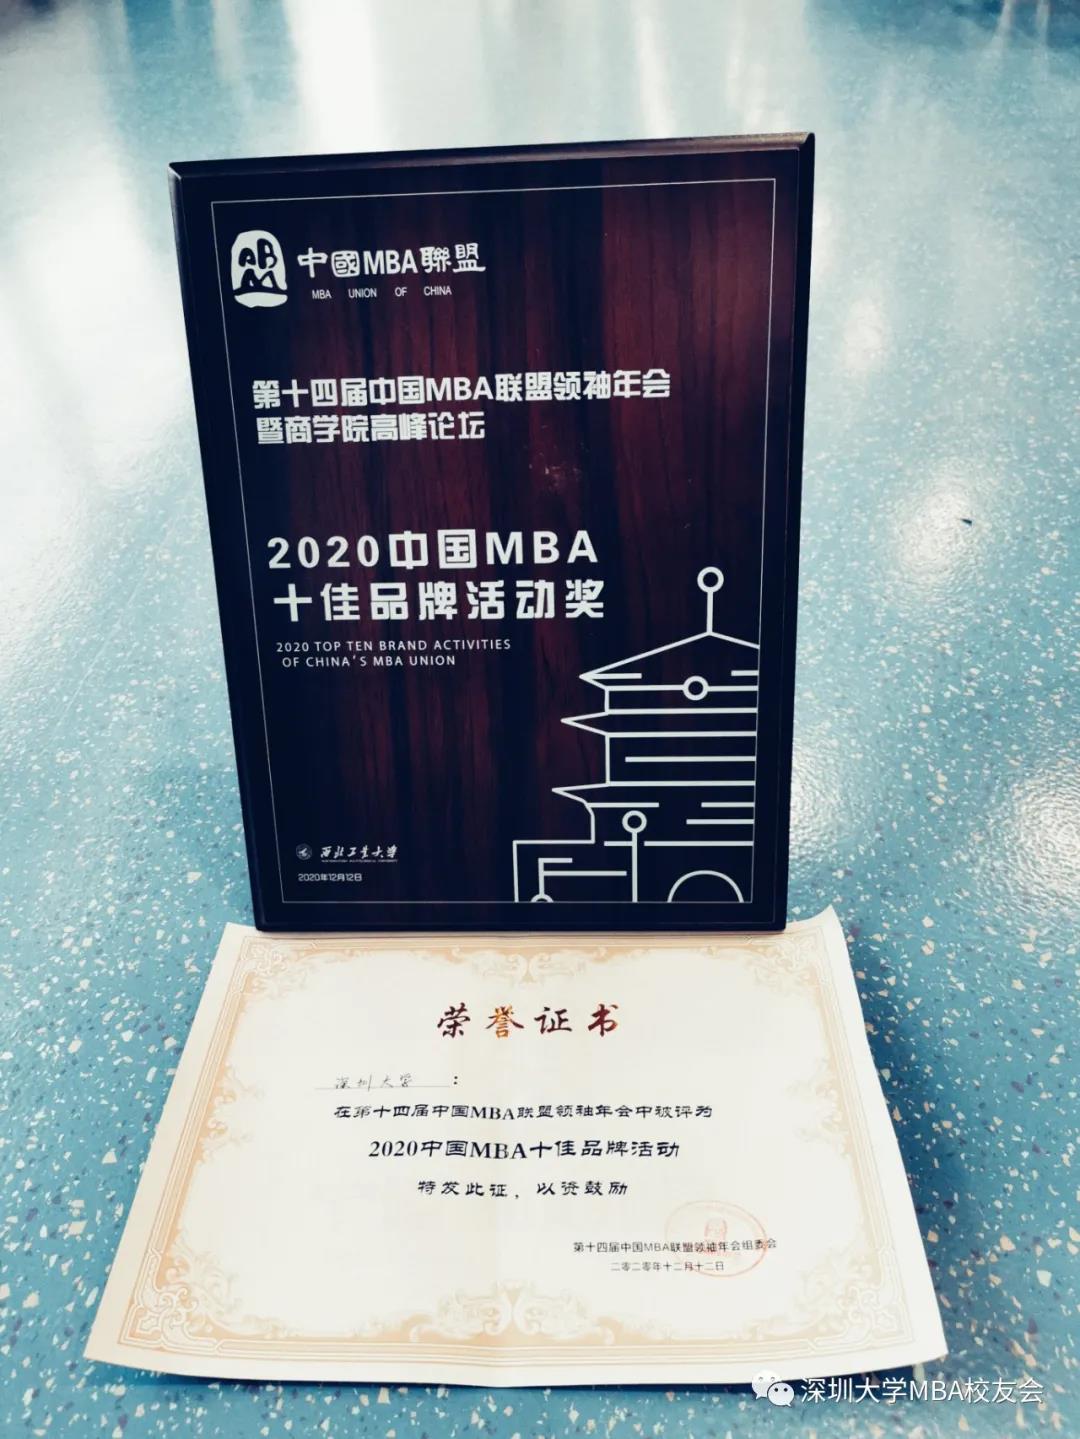 中國MBA聯盟
MBA UNION OF CHINA
第十四届中国MBA联盟领袖年会
暨商学院高峰论坛
2020中国MBA
十佳品牌活动奖
2020 TOP TEN BRAND ACTIVITIES
OF CHINA'S MBA UNION
西北工业大学
2020年12月12日
荣誉证书
深圳大学：
在第十四届中国MBA联盟领袖年会中被评为
2020中国MBA十佳品牌活动
特发此证，以资鼓励
第十四届中国MBA联盟领袖年会组委会
二零二零年十二月十二日
深圳大学MBA校友会